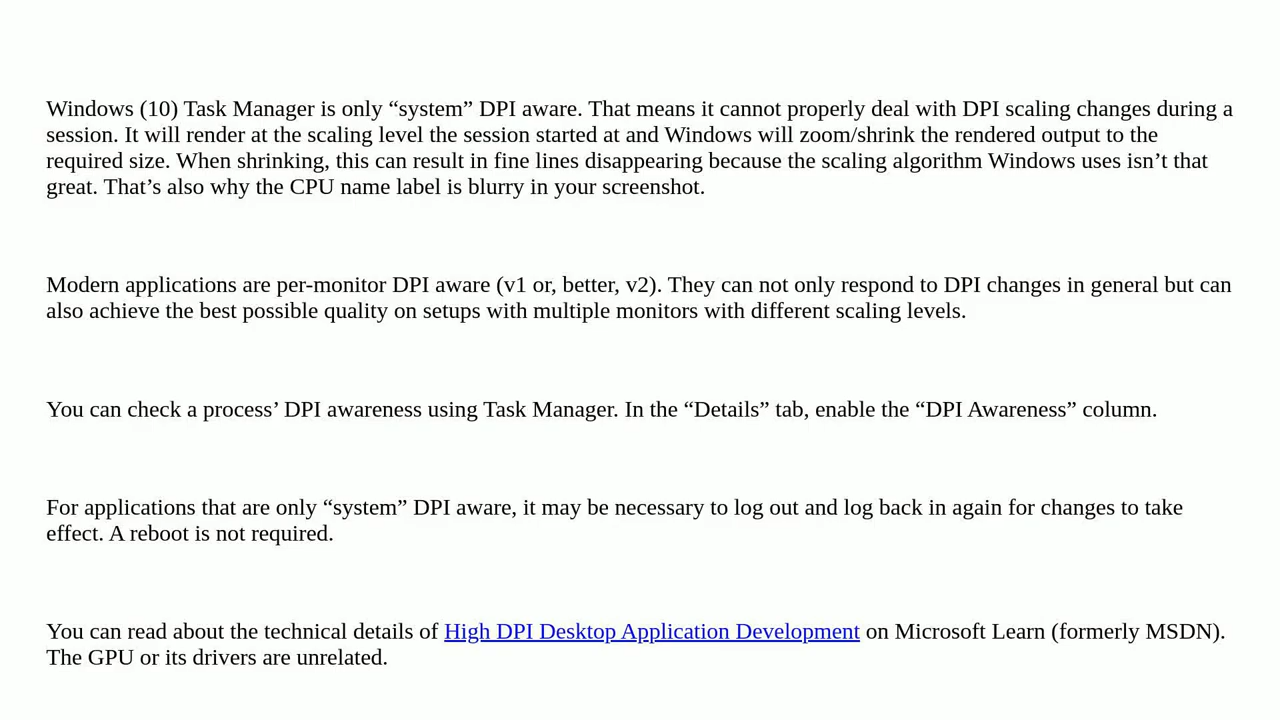 Windows (10) Task Manager is only “system” DPI aware. That means it cannot properly deal with DPI scaling changes during a
session. It will render at the scaling level the session started at and Windows will zoom/shrink the rendered output to the
required size. When shrinking, this can result in fine lines disappearing because the scaling algorithm Windows uses isn’t that
great. That’s also why the CPU name label is blurry in your screenshot.
Modern applications are per-monitor DPI aware (v1 or, better, v2). They can not only respond to DPI changes in general but can
also achieve the best possible quality on setups with multiple monitors with different scaling levels.
You can check a process’ DPI awareness using Task Manager. In the “Details” tab, enable the “DPI Awareness” column.
For applications that are only “system” DPI aware, it may be necessary to log out and log back in again for changes to take
effect. A reboot is not required.
You can read about the technical details of High DPI Desktop Application Development on Microsoft Learn (formerly MSDN).
The GPU or its drivers are unrelated.